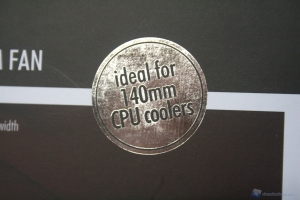 M FAN
ideal for
140mm
CPU coolers
width